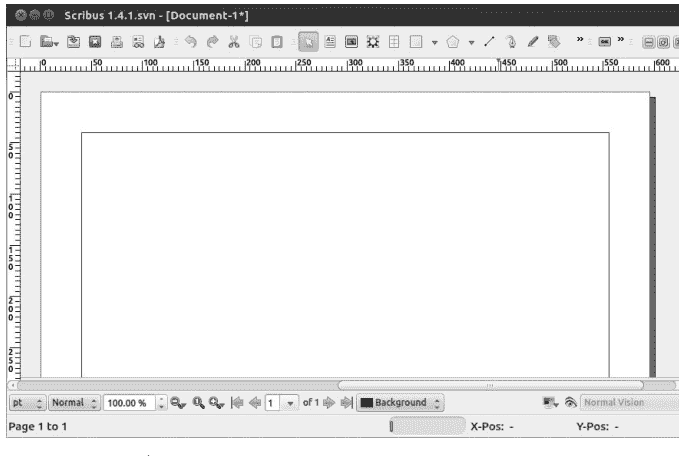 Scribus 1.4.1.svn - [Document-1*]
» OK »
0 50 100 150 200 250 300 350 400 450 500 550 600
0
50
100
150
200
250
pt Normal 100.00 % 1 of 1 Background Normal Vision
Page 1 to 1 X-Pos: - Y-Pos: -